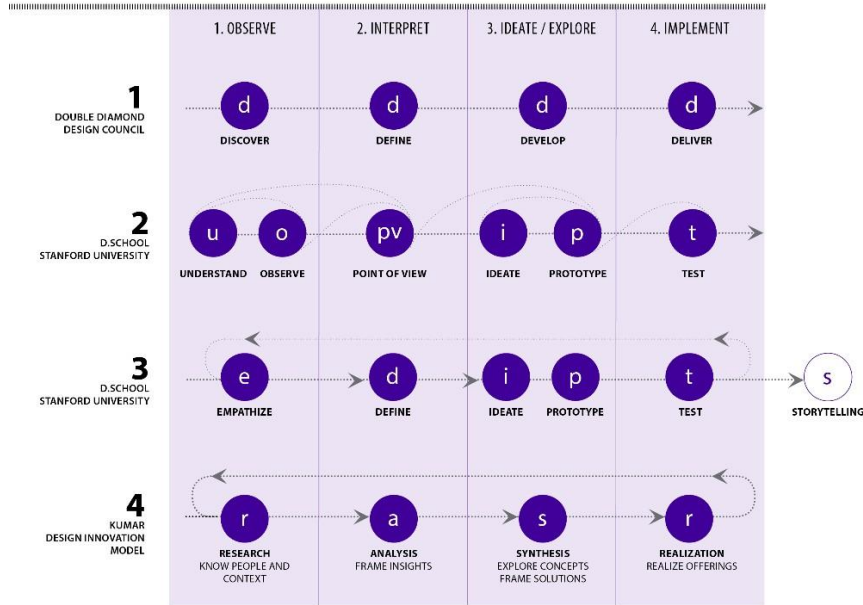 1. OBSERVE
2. INTERPRET
3. IDEATE / EXPLORE
4. IMPLEMENT
1
DOUBLE DIAMOND
DESIGN COUNCIL
d
DISCOVER
d
DEFINE
d
DEVELOP
d
DELIVER
2
D.SCHOOL
STANFORD UNIVERSITY
u
UNDERSTAND
o
OBSERVE
pv
POINT OF VIEW
i
IDEATE
p
PROTOTYPE
t
TEST
3
D.SCHOOL
STANFORD UNIVERSITY
e
EMPATHIZE
d
DEFINE
i
IDEATE
p
PROTOTYPE
t
TEST
s
STORYTELLING
4
KUMAR
DESIGN INNOVATION
MODEL
r
RESEARCH
KNOW PEOPLE AND
CONTEXT
a
ANALYSIS
FRAME INSIGHTS
s
SYNTHESIS
EXPLORE CONCEPTS
FRAME SOLUTIONS
r
REALIZATION
REALIZE OFFERINGS